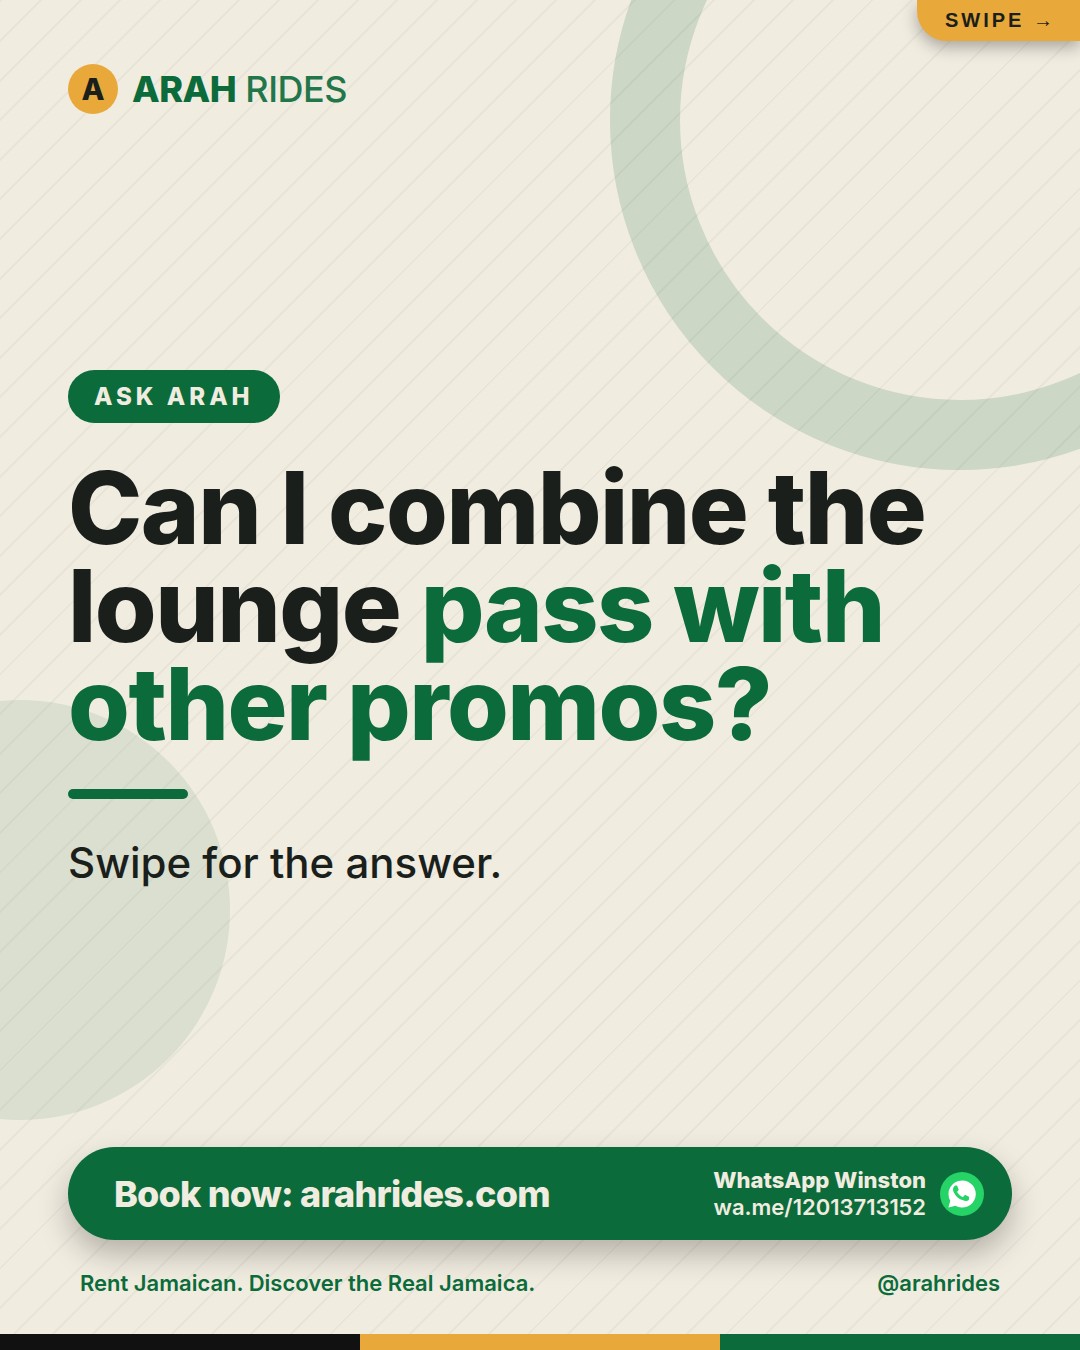 SWIPE →
A ARAH RIDES
ASK ARAH
Can I combine the
lounge pass with
other promos?
Swipe for the answer.
Book now: arahrides.com
WhatsApp Winston
wa.me/12013713152
Rent Jamaican. Discover the Real Jamaica.
@arahrides